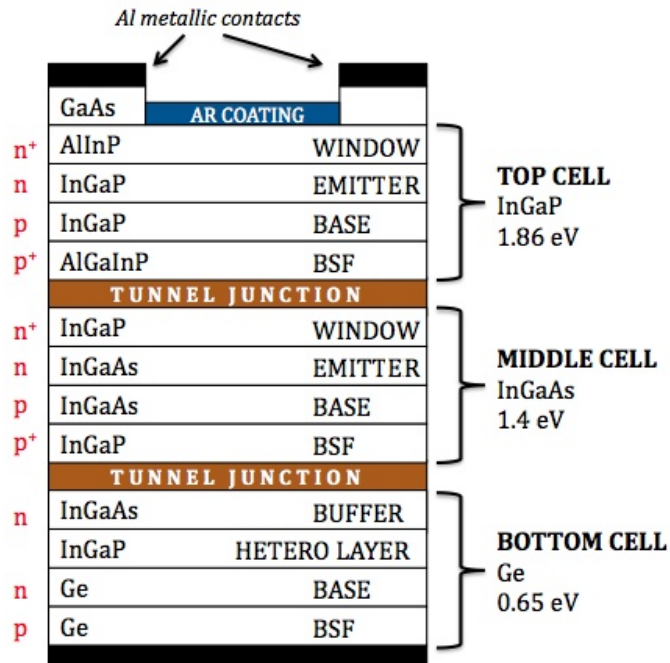 Al metallic contacts
GaAs AR COATING
n⁺ AlInP WINDOW
n InGaP EMITTER
p InGaP BASE
p⁺ AlGaInP BSF
TOP CELL
InGaP
1.86 eV
TUNNEL JUNCTION
n⁺ InGaP WINDOW
n InGaAs EMITTER
p InGaAs BASE
p⁺ InGaP BSF
MIDDLE CELL
InGaAs
1.4 eV
TUNNEL JUNCTION
n InGaAs BUFFER
InGaP HETERO LAYER
n Ge BASE
p Ge BSF
BOTTOM CELL
Ge
0.65 eV